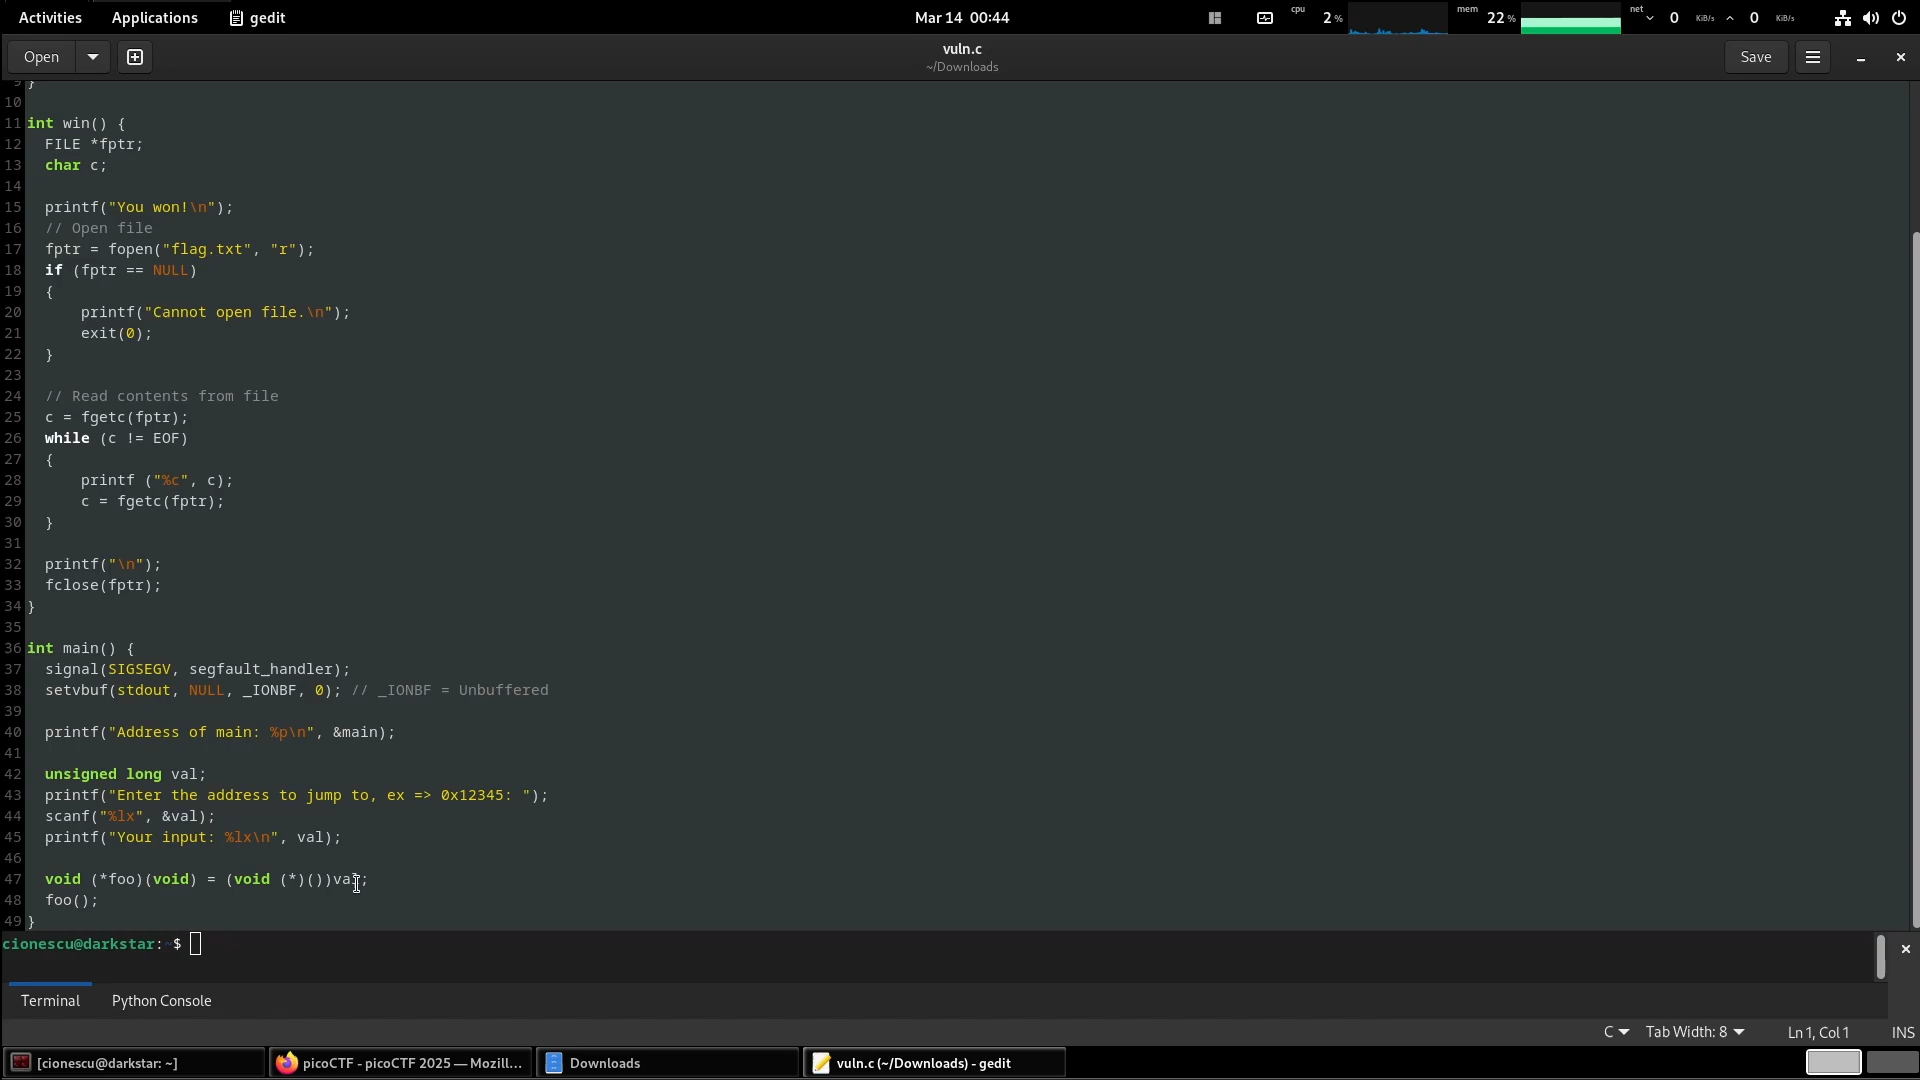 Activities Applications gedit Mar 14 00:44 cpu 2 % mem 22 % net 0 KiB/s 0 KiB/s
Open vuln.c Save
~/Downloads
9 }
10
11 int win() {
12 FILE *fptr;
13 char c;
14
15 printf("You won!\n");
16 // Open file
17 fptr = fopen("flag.txt", "r");
18 if (fptr == NULL)
19 {
20 printf("Cannot open file.\n");
21 exit(0);
22 }
23
24 // Read contents from file
25 c = fgetc(fptr);
26 while (c != EOF)
27 {
28 printf ("%c", c);
29 c = fgetc(fptr);
30 }
31
32 printf("\n");
33 fclose(fptr);
34 }
35
36 int main() {
37 signal(SIGSEGV, segfault_handler);
38 setvbuf(stdout, NULL, _IONBF, 0); // _IONBF = Unbuffered
39
40 printf("Address of main: %p\n", &main);
41
42 unsigned long val;
43 printf("Enter the address to jump to, ex => 0x12345: ");
44 scanf("%lx", &val);
45 printf("Your input: %lx\n", val);
46
47 void (*foo)(void) = (void (*)())val;
48 foo();
49 }
cionescu@darkstar:~$
Terminal Python Console
C Tab Width: 8 Ln 1, Col 1 INS
[cionescu@darkstar: ~] picoCTF - picoCTF 2025 — Mozill... Downloads vuln.c (~/Downloads) - gedit